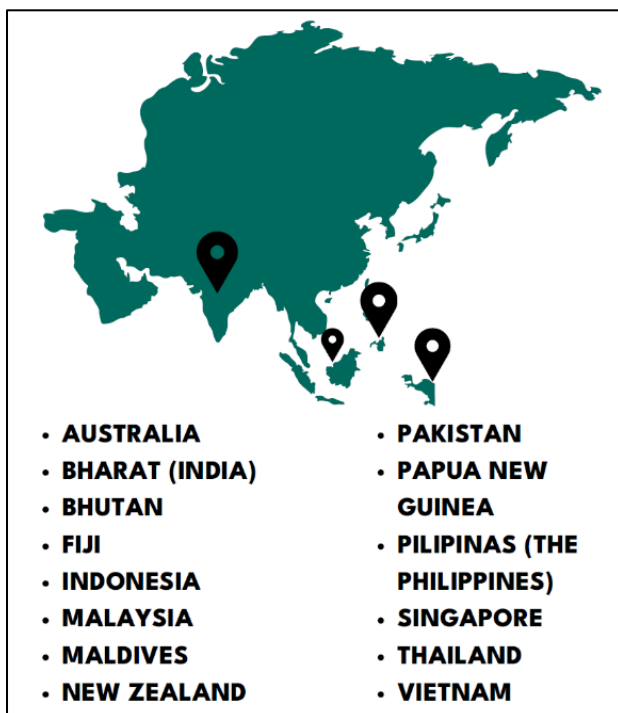 • AUSTRALIA
• BHARAT (INDIA)
• BHUTAN
• FIJI
• INDONESIA
• MALAYSIA
• MALDIVES
• NEW ZEALAND
• PAKISTAN
• PAPUA NEW
GUINEA
• PILIPINAS (THE
PHILIPPINES)
• SINGAPORE
• THAILAND
• VIETNAM